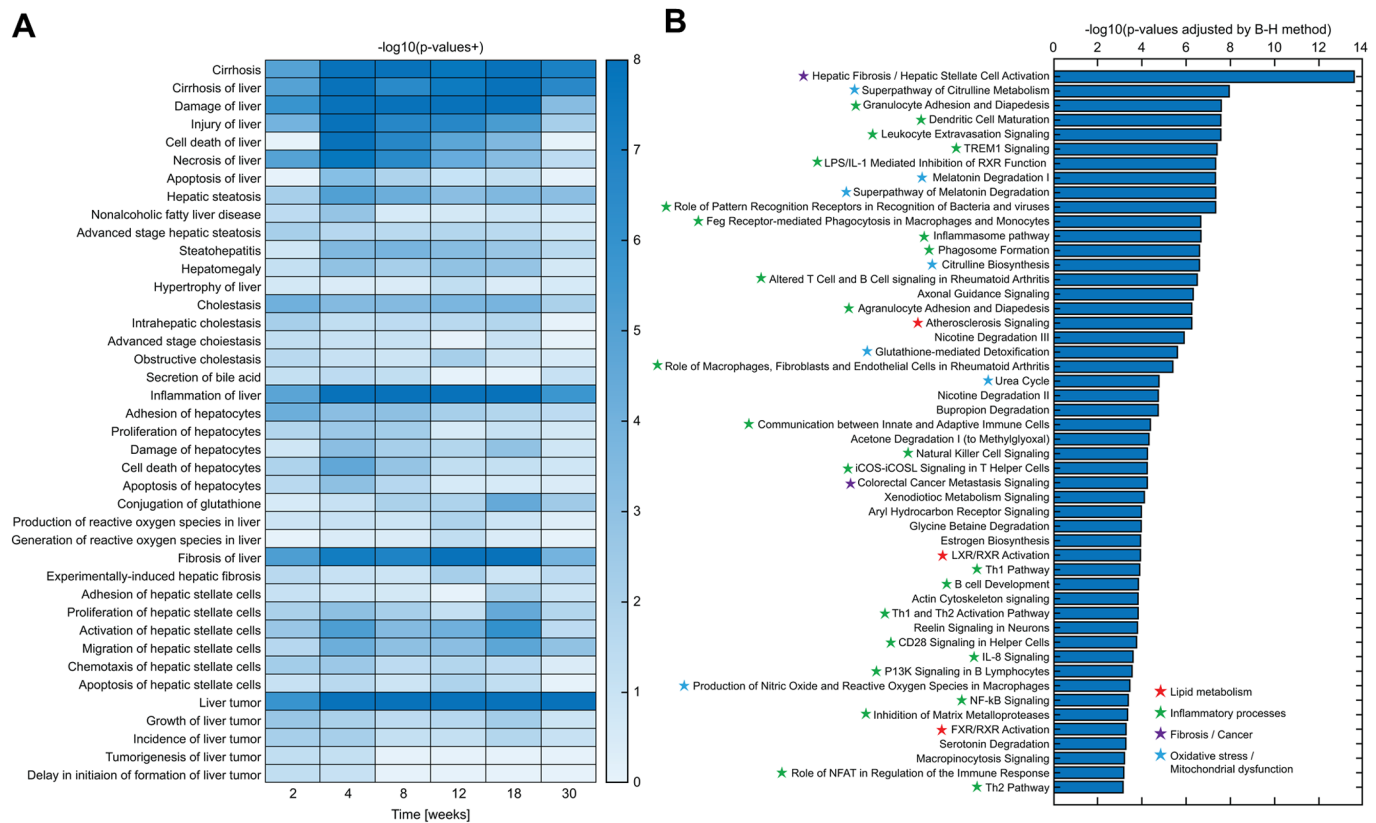 A
-log10(p-values+)
Cirrhosis
Cirrhosis of liver
Damage of liver
Injury of liver
Cell death of liver
Necrosis of liver
Apoptosis of liver
Hepatic steatosis
Nonalcoholic fatty liver disease
Advanced stage hepatic steatosis
Steatohepatitis
Hepatomegaly
Hypertrophy of liver
Cholestasis
Intrahepatic cholestasis
Advanced stage choiestasis
Obstructive cholestasis
Secretion of bile acid
Inflammation of liver
Adhesion of hepatocytes
Proliferation of hepatocytes
Damage of hepatocytes
Cell death of hepatocytes
Apoptosis of hepatocytes
Conjugation of glutathione
Production of reactive oxygen species in liver
Generation of reactive oxygen species in liver
Fibrosis of liver
Experimentally-induced hepatic fibrosis
Adhesion of hepatic stellate cells
Proliferation of hepatic stellate cells
Activation of hepatic stellate cells
Migration of hepatic stellate cells
Chemotaxis of hepatic stellate cells
Apoptosis of hepatic stellate cells
Liver tumor
Growth of liver tumor
Incidence of liver tumor
Tumorigenesis of liver tumor
Delay in initiaion of formation of liver tumor
2 4 8 12 18 30
Time [weeks]
8
7
6
5
4
3
2
1
0
B
-log10(p-values adjusted by B-H method)
0 2 4 6 8 10 12 14
Hepatic Fibrosis / Hepatic Stellate Cell Activation
Superpathway of Citrulline Metabolism
Granulocyte Adhesion and Diapedesis
Dendritic Cell Maturation
Leukocyte Extravasation Signaling
TREM1 Signaling
LPS/IL-1 Mediated Inhibition of RXR Function
Melatonin Degradation I
Superpathway of Melatonin Degradation
Role of Pattern Recognition Receptors in Recognition of Bacteria and viruses
Feg Receptor-mediated Phagocytosis in Macrophages and Monocytes
Inflammasome pathway
Phagosome Formation
Citrulline Biosynthesis
Altered T Cell and B Cell signaling in Rheumatoid Arthritis
Axonal Guidance Signaling
Agranulocyte Adhesion and Diapedesis
Atherosclerosis Signaling
Nicotine Degradation III
Glutathione-mediated Detoxification
Role of Macrophages, Fibroblasts and Endothelial Cells in Rheumatoid Arthritis
Urea Cycle
Nicotine Degradation II
Bupropion Degradation
Communication between Innate and Adaptive Immune Cells
Acetone Degradation I (to Methylglyoxal)
Natural Killer Cell Signaling
iCOS-iCOSL Signaling in T Helper Cells
Colorectal Cancer Metastasis Signaling
Xenodiotioc Metabolism Signaling
Aryl Hydrocarbon Receptor Signaling
Glycine Betaine Degradation
Estrogen Biosynthesis
LXR/RXR Activation
Th1 Pathway
B cell Development
Actin Cytoskeleton signaling
Th1 and Th2 Activation Pathway
Reelin Signaling in Neurons
CD28 Signaling in Helper Cells
IL-8 Signaling
P13K Signaling in B Lymphocytes
Production of Nitric Oxide and Reactive Oxygen Species in Macrophages
NF-kB Signaling
Inhidition of Matrix Metalloproteases
FXR/RXR Activation
Serotonin Degradation
Macropinocytosis Signaling
Role of NFAT in Regulation of the Immune Response
Th2 Pathway
Lipid metabolism
Inflammatory processes
Fibrosis / Cancer
Oxidative stress /
Mitochondrial dysfunction